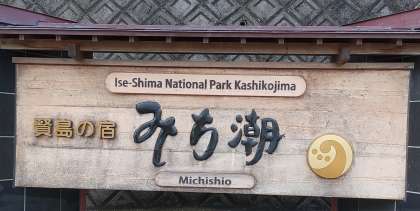 Ise-Shima National Park Kashikojima
賢島の宿 みち潮
Michishio